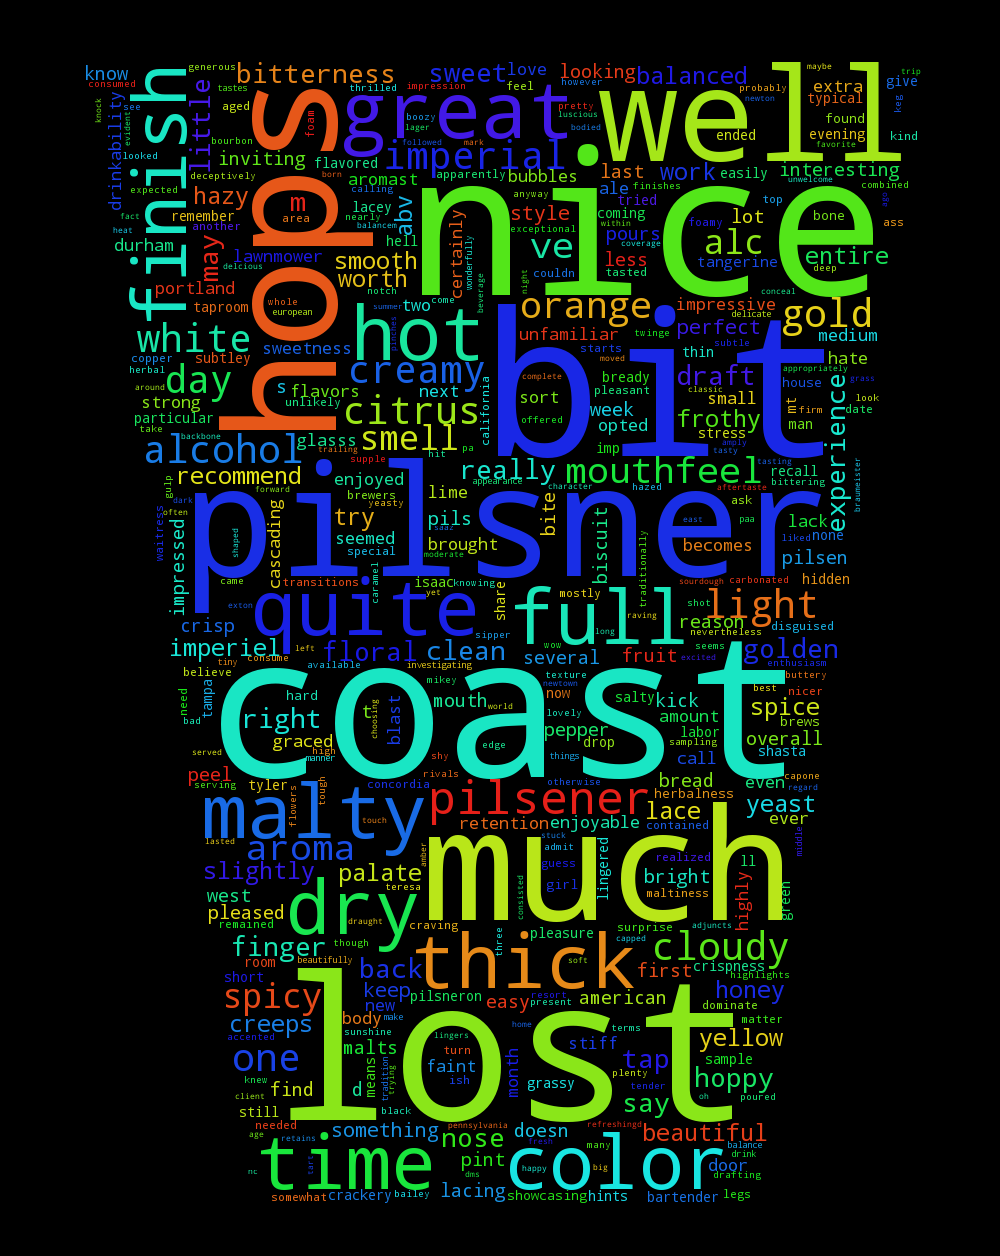 know
consumed
generous
bitterness
sweet
love
looking
balanced
maybe
trip
give
extra
typical
probably
however
feel
impression
thrilled
tastes
knock
see
evident
drinkability
finish
little
aged
hops
foam
great
boozy
lager
followed
mark
pretty
luscious
bodied
newton
well
ended
found
evening
favorite
keg
kind
bourbon
looked
inviting
flavored
imperial
last
work
easily
interesting
unwelcome
deceptively
expected
aromast
apparently
bubbles
ale
finishes
tried
top
combined
hazy
born
calling
nearly
anyway
nice
fact
another
remember
m
area
lacey
abv
balancem
certainly
wonderfully
style
exceptional
coming
within
pours
foamy
lot
bone
ago
ass
heat
durham
may
lawnmower
hell
ve
less
coverage
alc
entire
delcious
smooth
tasted
tangerine
deep
portland
whole
worth
notch
come
beverage
night
couldn
conceal
taproom
european
two
orange
impressive
delicate
gold
white
summer
pinches
hot
unfamiliar
twinge
perfect
subtle
medium
copper
subtley
sweetness
starts
thin
hate
herbal
day
creamy
complete
moved
bready
pleasant
draft
house
appropriately
grass
around
s
flavors
next
california
bit
sort
classic
small
mt
firm
look
strong
unlikely
citrus
offered
week
opted
frothy
man
date
particular
take
backbone
glasss
smell
hit
pa
imp
stress
amply
tasty
experience
alcohol
trailing
supple
really
mouthfeel
tasting
recall
recommend
enjoyed
appearance
character
hazed
aftertaste
bittering
braumeister
gulp
forward
dark
pilsner
brewers
yeasty
lime
bite
ask
often
waitress
impressed
cascading
try
pils
saaz
east
paa
lack
liked
none
seemed
special
brought
moderate
biscuit
traditionally
becomes
pilsen
shaped
came
transitions
caramel
isaac
knowing
sourdough
carbonated
hidden
exton
quite
yet
share
mostly
full
shot
light
crisp
sipper
raving
long
reason
nevertheless
disguised
imperiel
left
floral
clean
wow
several
fruit
seems
excited
golden
tiny
consume
available
investigating
texture
enthusiasm
believe
mikey
newtown
now
buttery
need
tampa
hard
t
choosing
blast
mouth
world
lovely
salty
kick
best
nicer
bad
right
coast
pepper
amount
labor
spice
brews
served
graced
high
manner
edge
drop
sampling
overall
things
call
shasta
peel
shy
rivals
bread
even
capone
serving
tyler
flowers
tough
concordia
otherwise
herbalness
regard
malty
pilsener
lace
yeast
lasted
touch
retention
enjoyable
contained
ever
aroma
amber
stuck
admit
lingered
middle
slightly
palate
much
guess
realized
ll
teresa
girl
bright
west
consisted
maltiness
highly
green
pleased
dry
draught
craving
remained
three
pleasure
surprise
adjuncts
finger
though
capped
cloudy
room
beautifully
thick
soft
crispness
short
back
first
highlights
spicy
keep
pilsneron
easy
resort
present
american
honey
new
dominate
creeps
body
make
home
terms
matter
accented
sunshine
lingers
yellow
one
malts
turn
stiff
tap
sample
knew
means
tradition
trying
faint
ish
month
grassy
plenty
hoppy
client
find
d
tender
oh
poured
still
black
lost
say
needed
pennsylvania
refreshingd
age
something
doesn
beautiful
retains
nose
fresh
many
balance
drink
time
tart
pint
color
door
nc
dms
happy
big
drafting
somewhat
crackery
bailey
lacing
showcasing
hints
bartender
legs